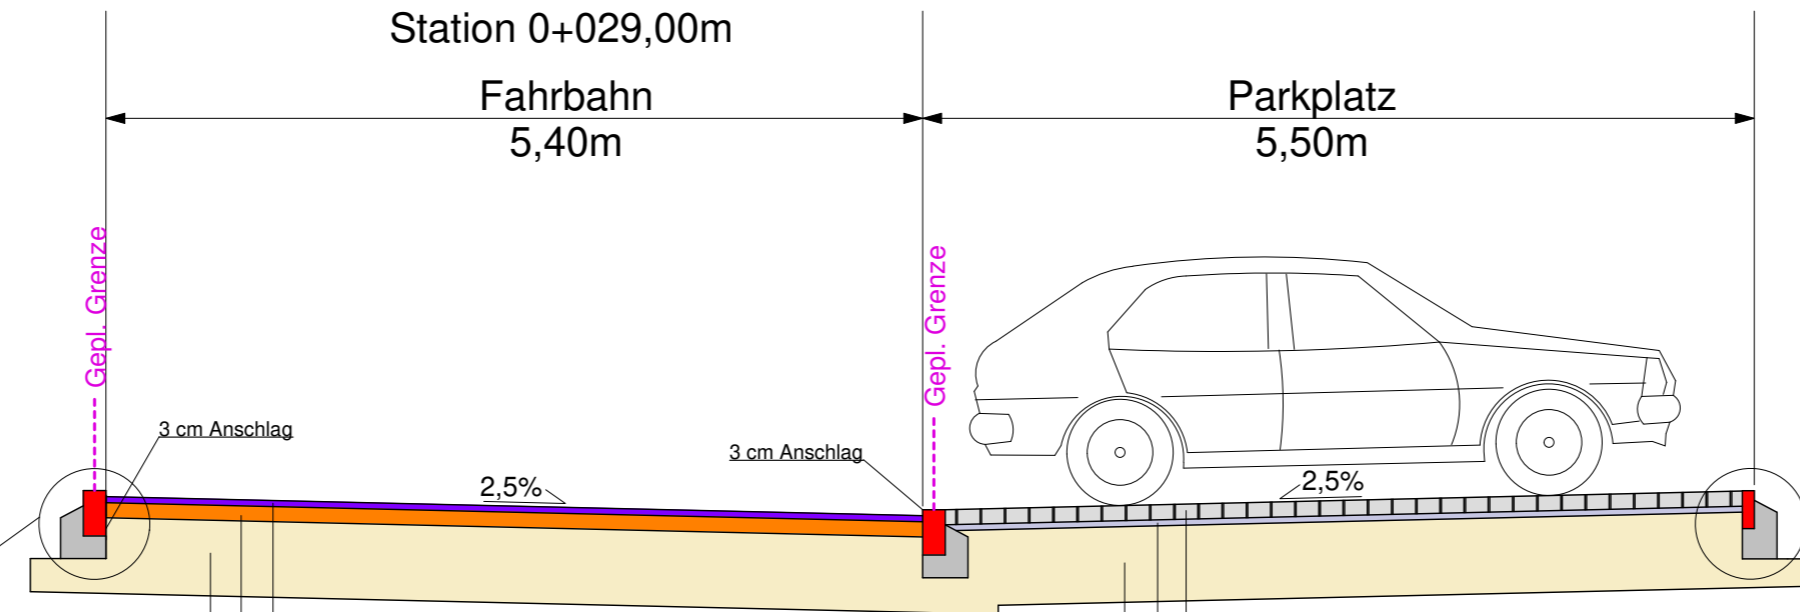 Station 0+029,00m
Fahrbahn
5,40m
Parkplatz
5,50m
Gepl. Grenze
Gepl. Grenze
3 cm Anschlag
3 cm Anschlag
2,5%
2,5%